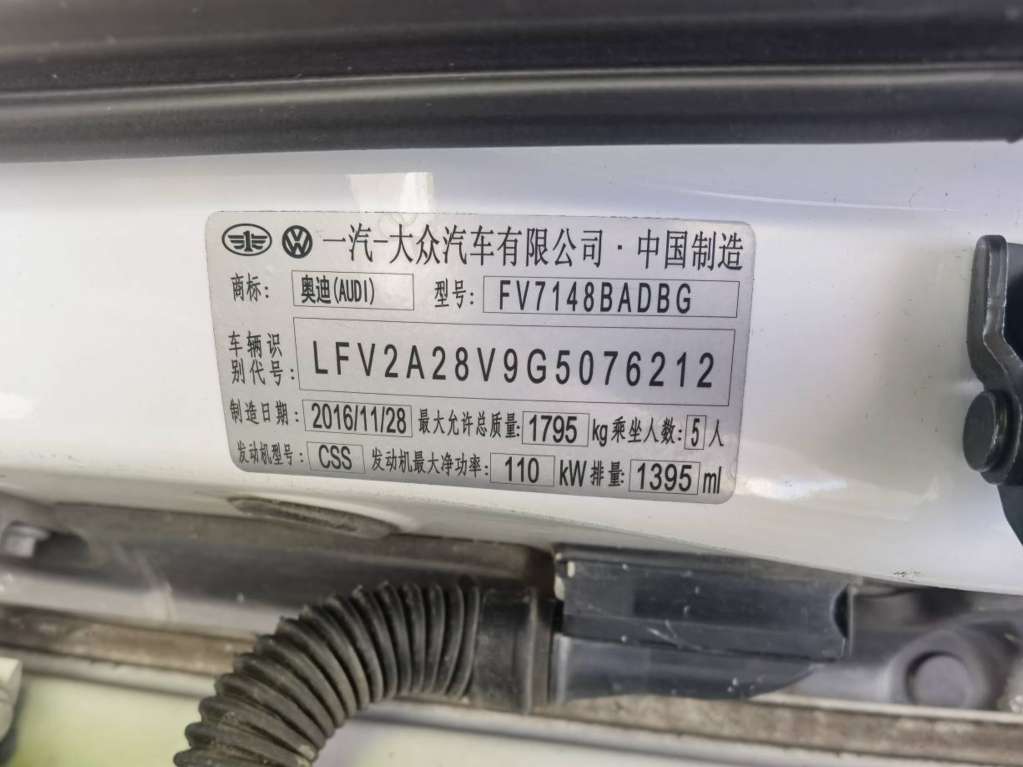 一汽-大众汽车有限公司·中国制造
商标: 奥迪(AUDI) 型号: FV7148BADBG
车辆识别代号: LFV2A28V9G5076212
制造日期: 2016/11/28 最大允许总质量: 1795 kg 乘坐人数: 5 人
发动机型号: CSS 发动机最大净功率: 110 kW 排量: 1395 ml